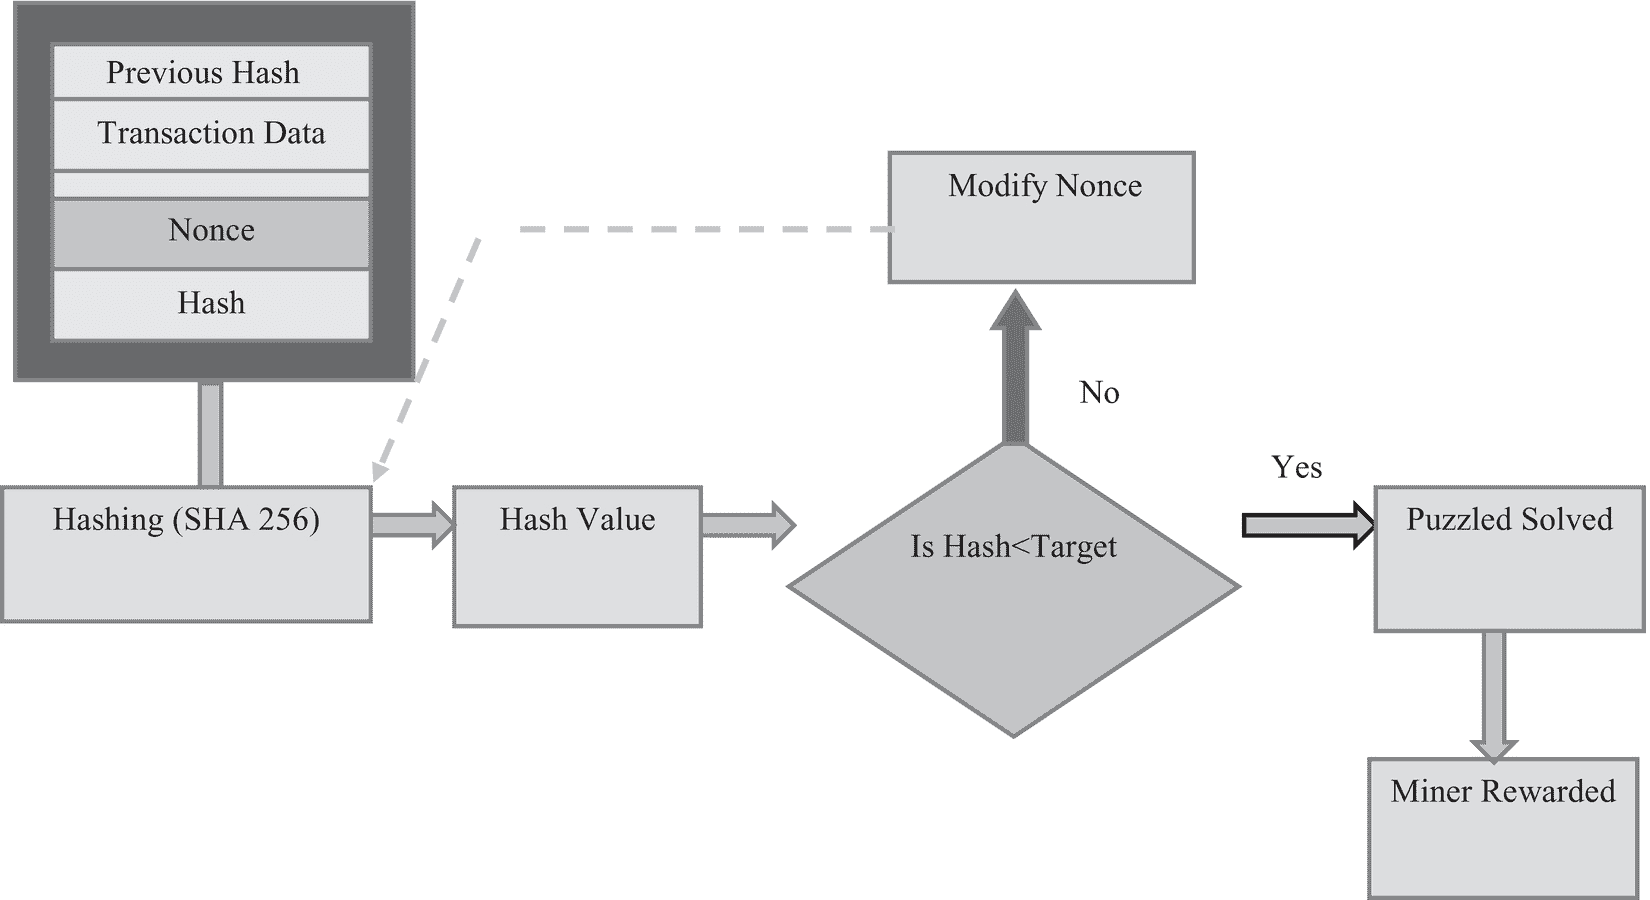 Previous Hash
Transaction Data
Nonce
Hash
Modify Nonce
No
Yes
Hashing (SHA 256)
Hash Value
Is Hash<Target
Puzzled Solved
Miner Rewarded